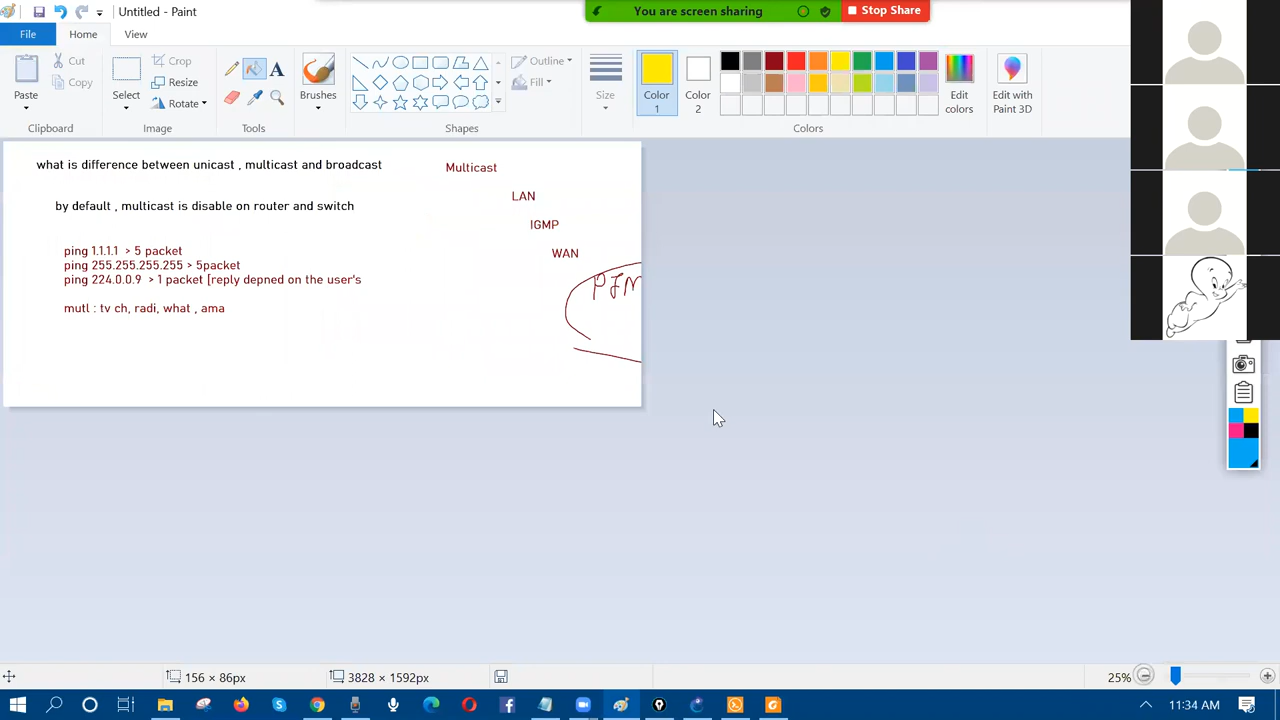 Untitled - Paint
You are screen sharing
Stop Share
File
Home
View
Paste
Cut
Copy
Clipboard
Select
Crop
Resize
Rotate
Image
Tools
Brushes
Shapes
Outline
Fill
Size
Color
1
Color
2
Edit
colors
Edit with
Paint 3D
Colors
what is difference between unicast , multicast and broadcast
by default , multicast is disable on router and switch
ping 1.1.1.1 > 5 packet
ping 255.255.255.255 > 5packet
ping 224.0.0.9 > 1 packet [reply depned on the user's
mutl : tv ch, radi, what , ama
Multicast
LAN
IGMP
WAN
156 × 86px
3828 × 1592px
25%
11:34 AM